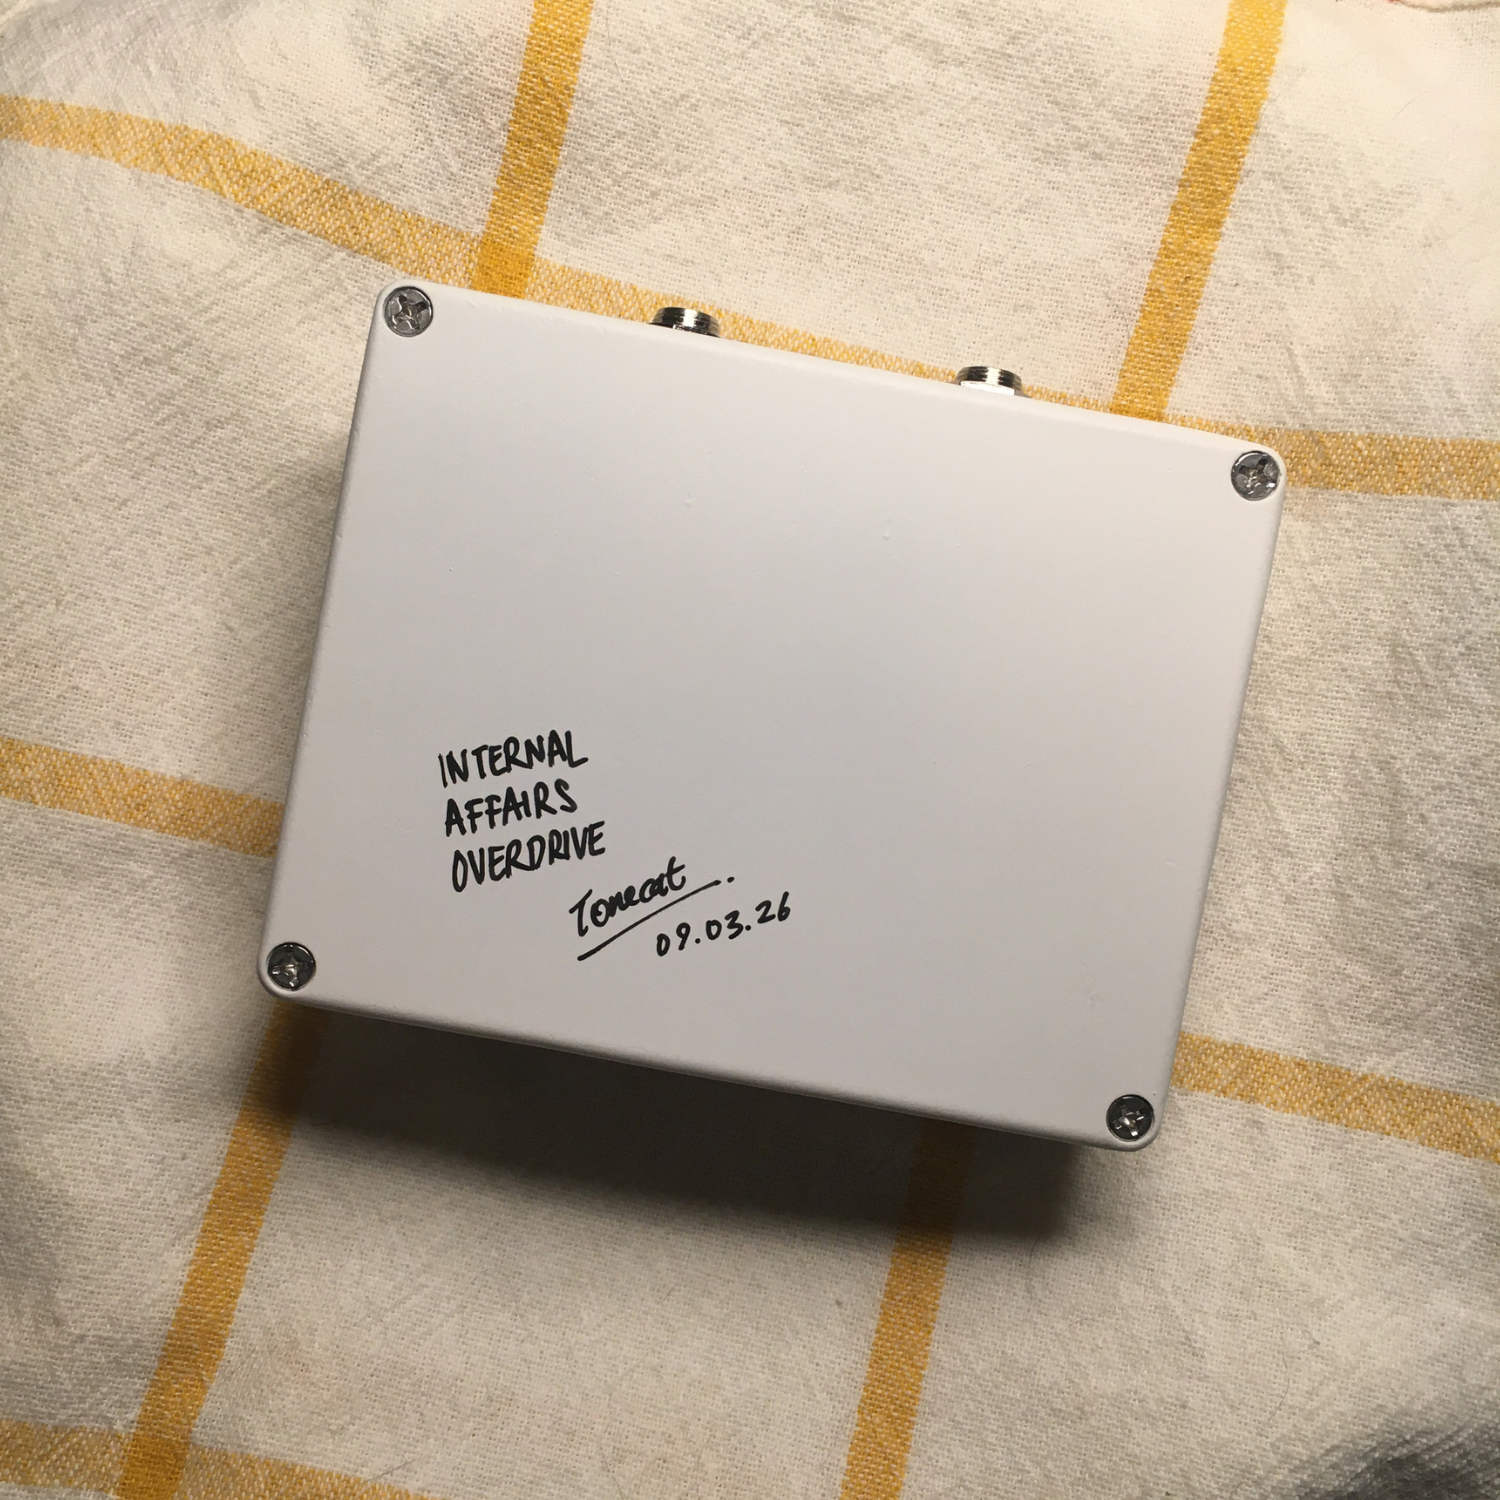 INTERNAL
AFFAIRS
OVERDRIVE
Tonecat
09.03.26